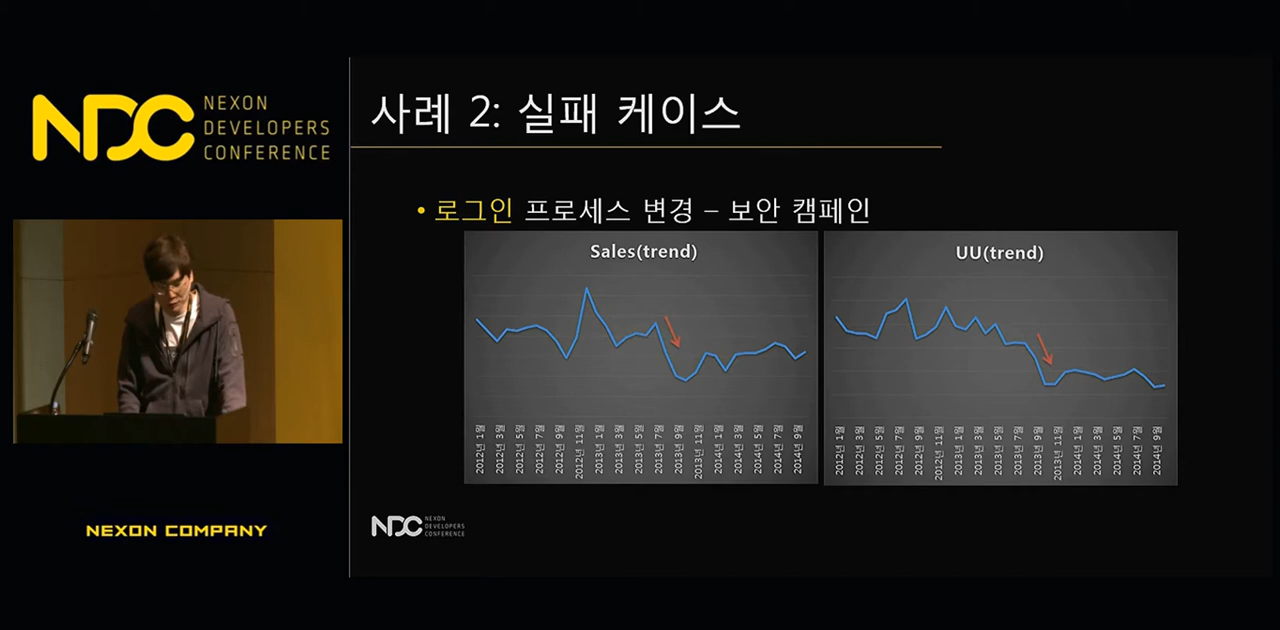 NDC NEXON
DEVELOPERS
CONFERENCE
NEXON COMPANY
사례 2: 실패 케이스
• 로그인 프로세스 변경 – 보안 캠페인
Sales(trend)
2012년 1월
2012년 3월
2012년 5월
2012년 7월
2012년 9월
2012년 11월
2013년 1월
2013년 3월
2013년 5월
2013년 7월
2013년 9월
2013년 11월
2014년 1월
2014년 3월
2014년 5월
2014년 7월
2014년 9월
UU(trend)
2012년 1월
2012년 3월
2012년 5월
2012년 7월
2012년 9월
2012년 11월
2013년 1월
2013년 3월
2013년 5월
2013년 7월
2013년 9월
2013년 11월
2014년 1월
2014년 3월
2014년 5월
2014년 7월
2014년 9월
NDC NEXON
DEVELOPERS
CONFERENCE